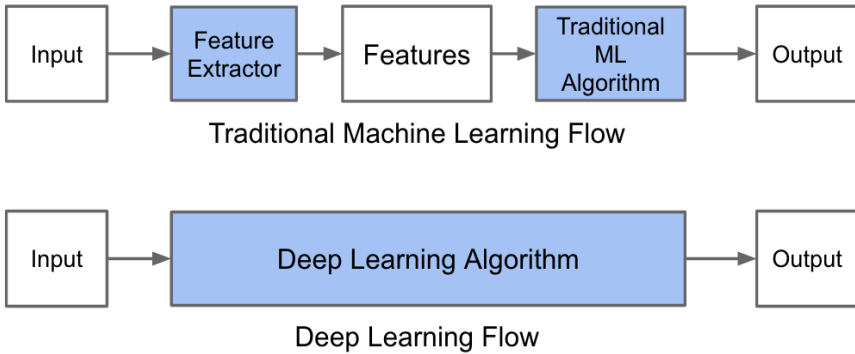 Input
Feature
Extractor
Features
Traditional
ML
Algorithm
Output
Traditional Machine Learning Flow
Input
Deep Learning Algorithm
Output
Deep Learning Flow